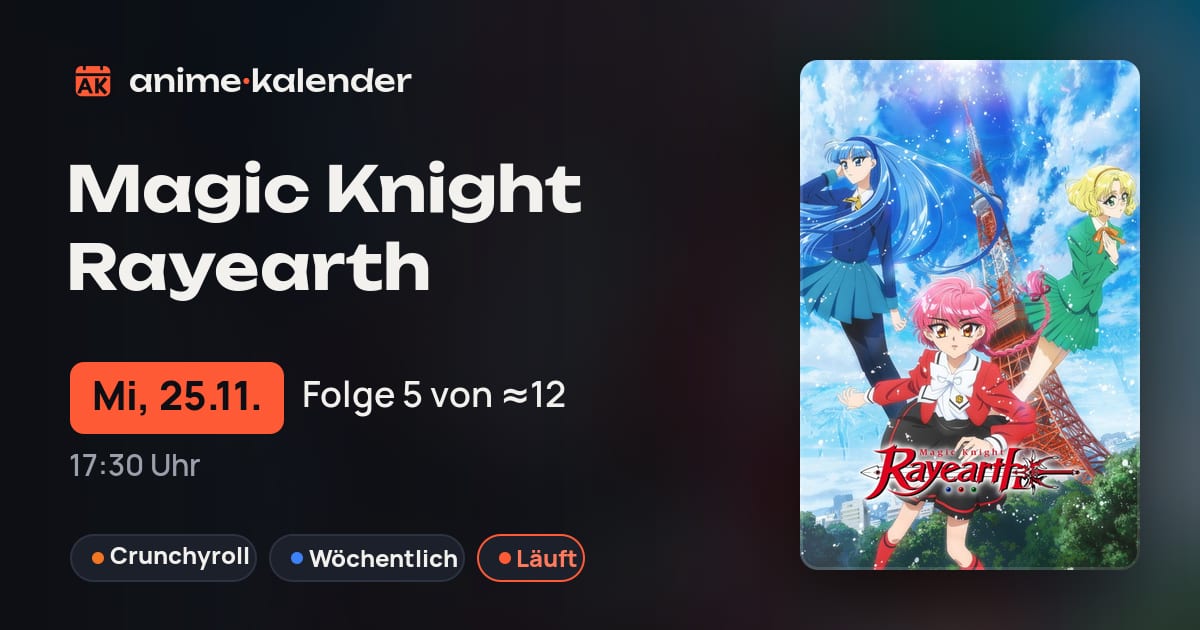 AK
anime·kalender
Magic Knight
Rayearth
Mi, 25.11.
Folge 5 von ≈12
17:30 Uhr
Crunchyroll
Wöchentlich
Läuft
Magic Knight
Rayearth